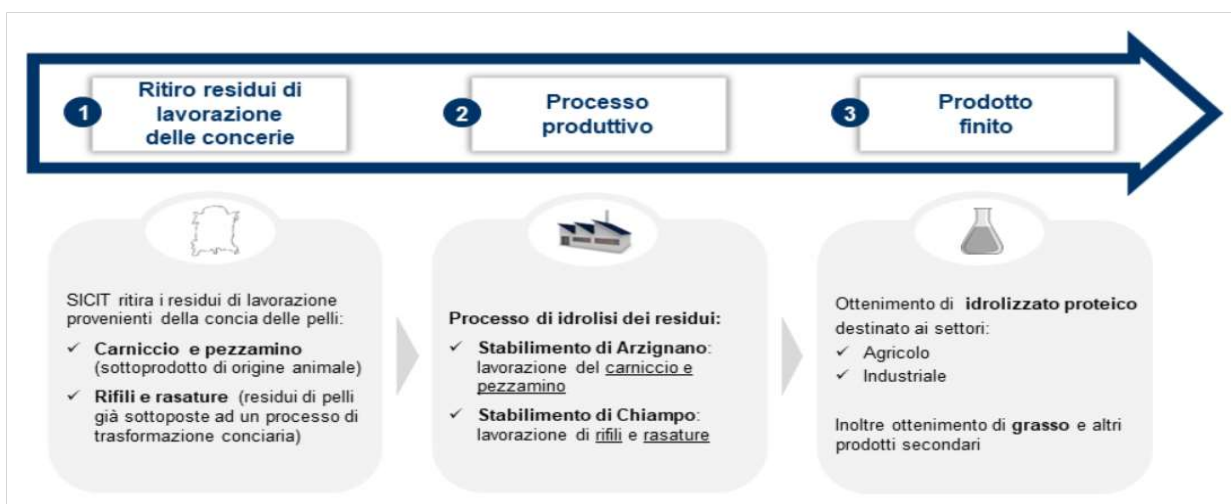 1
Ritiro residui di
lavorazione
delle concerie
2
Processo
produttivo
3
Prodotto
finito
SICIT ritira i residui di lavorazione
provenienti della concia delle pelli:
✓ Carniccio e pezzamino
(sottoprodotto di origine animale)
✓ Rifili e rasature (residui di pelli
già sottoposte ad un processo di
trasformazione conciaria)
Processo di idrolisi dei residui:
✓ Stabilimento di Arzignano:
lavorazione del carniccio e
pezzamino
✓ Stabilimento di Chiampo:
lavorazione di rifili e rasature
Ottenimento di idrolizzato proteico
destinato ai settori:
✓ Agricolo
✓ Industriale
Inoltre ottenimento di grasso e altri
prodotti secondari